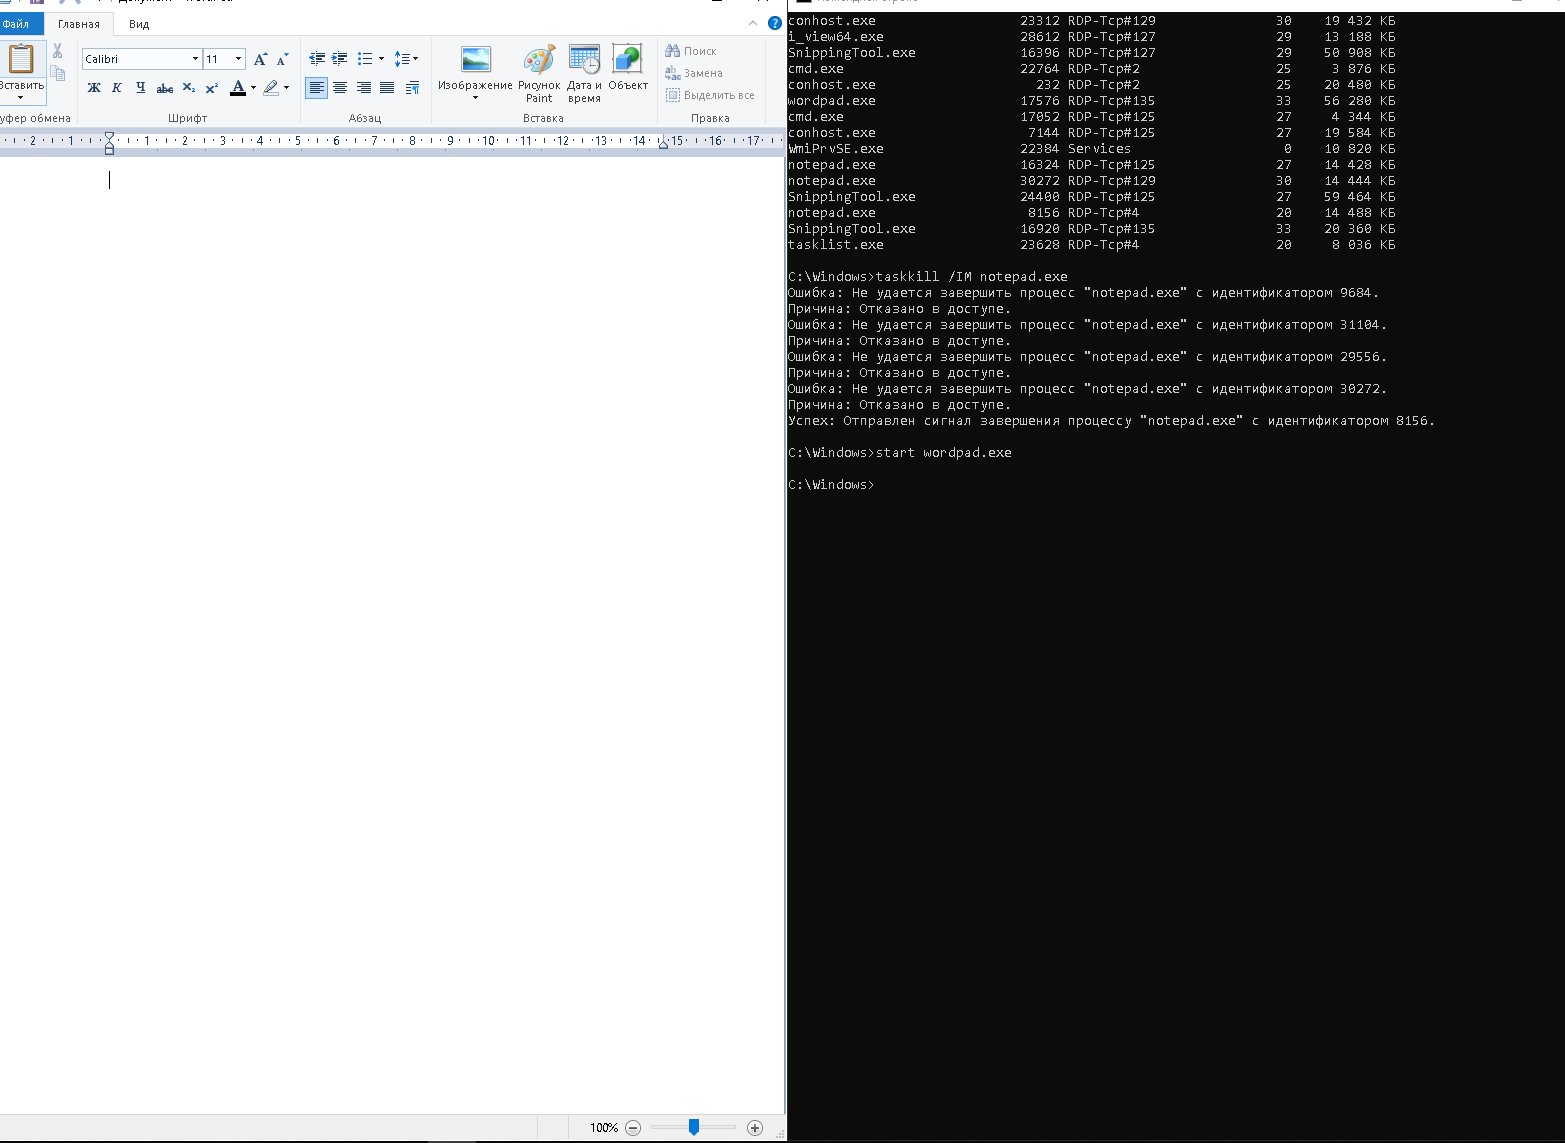 Файл Главная Вид
Вставить
Calibri 11
Ж К Ч abc X₂ X²
Изображение
Рисунок Paint
Дата и время
Объект
Поиск
Замена
Выделить все
Шрифт Абзац Вставка Правка
2 1 1 2 3 4 5 6 7 8 9 10 11 12 13 14 15 16 17
100%
conhost.exe 23312 RDP-Tcp#129 30 19 432 КБ
i_view64.exe 28612 RDP-Tcp#127 29 13 188 КБ
SnippingTool.exe 16396 RDP-Tcp#127 29 50 908 КБ
cmd.exe 22764 RDP-Tcp#2 25 3 876 КБ
conhost.exe 232 RDP-Tcp#2 25 20 480 КБ
wordpad.exe 17576 RDP-Tcp#135 33 56 280 КБ
cmd.exe 17052 RDP-Tcp#125 27 4 344 КБ
conhost.exe 7144 RDP-Tcp#125 27 19 584 КБ
WmiPrvSE.exe 22384 Services 0 10 820 КБ
notepad.exe 16324 RDP-Tcp#125 27 14 428 КБ
notepad.exe 30272 RDP-Tcp#129 30 14 444 КБ
SnippingTool.exe 24400 RDP-Tcp#125 27 59 464 КБ
notepad.exe 8156 RDP-Tcp#4 20 14 488 КБ
SnippingTool.exe 16920 RDP-Tcp#135 33 20 360 КБ
tasklist.exe 23628 RDP-Tcp#4 20 8 036 КБ
C:\Windows>taskkill /IM notepad.exe
Ошибка: Не удается завершить процесс "notepad.exe" с идентификатором 9684.
Причина: Отказано в доступе.
Ошибка: Не удается завершить процесс "notepad.exe" с идентификатором 31104.
Причина: Отказано в доступе.
Ошибка: Не удается завершить процесс "notepad.exe" с идентификатором 29556.
Причина: Отказано в доступе.
Ошибка: Не удается завершить процесс "notepad.exe" с идентификатором 30272.
Причина: Отказано в доступе.
Успех: Отправлен сигнал завершения процессу "notepad.exe" с идентификатором 8156.
C:\Windows>start wordpad.exe
C:\Windows>